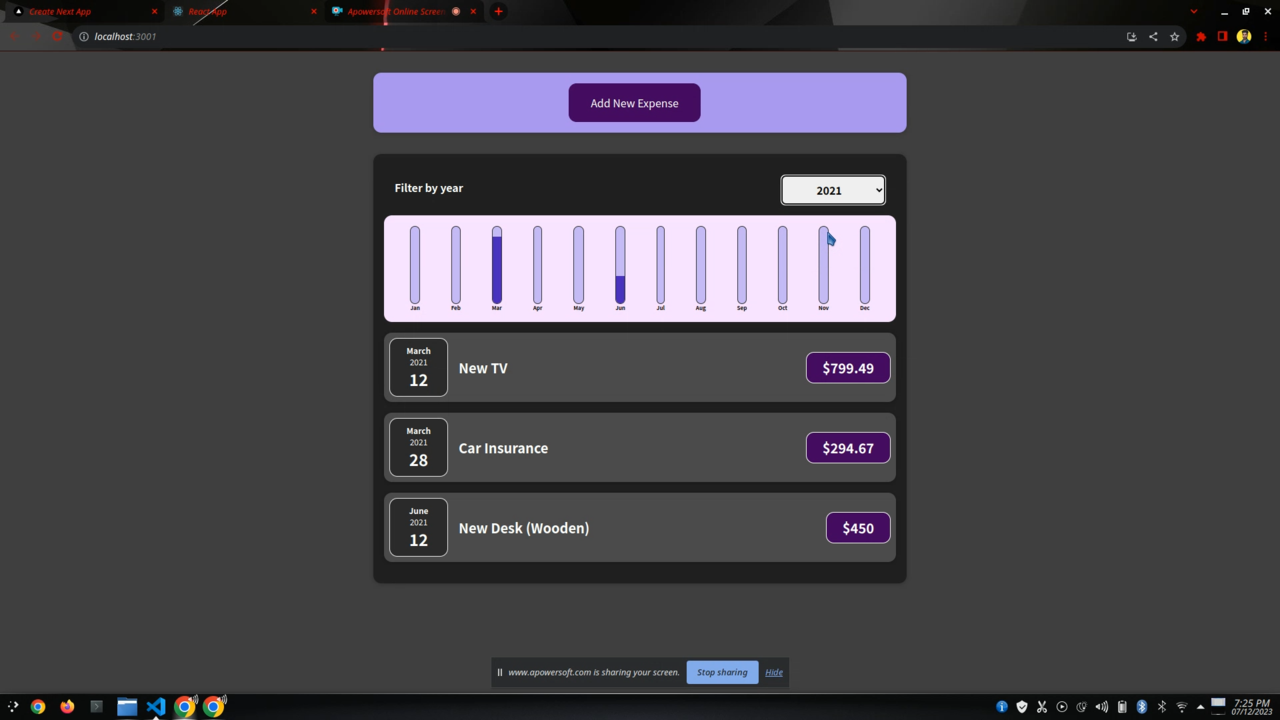 Create Next App
React App
Apowersoft Online Screen
localhost:3001
Add New Expense
Filter by year
2021
Jan Feb Mar Apr May Jun Jul Aug Sep Oct Nov Dec
March
2021
12
New TV
$799.49
March
2021
28
Car Insurance
$294.67
June
2021
12
New Desk (Wooden)
$450
www.apowersoft.com is sharing your screen.
Stop sharing
Hide
7:25 PM
07/12/2023